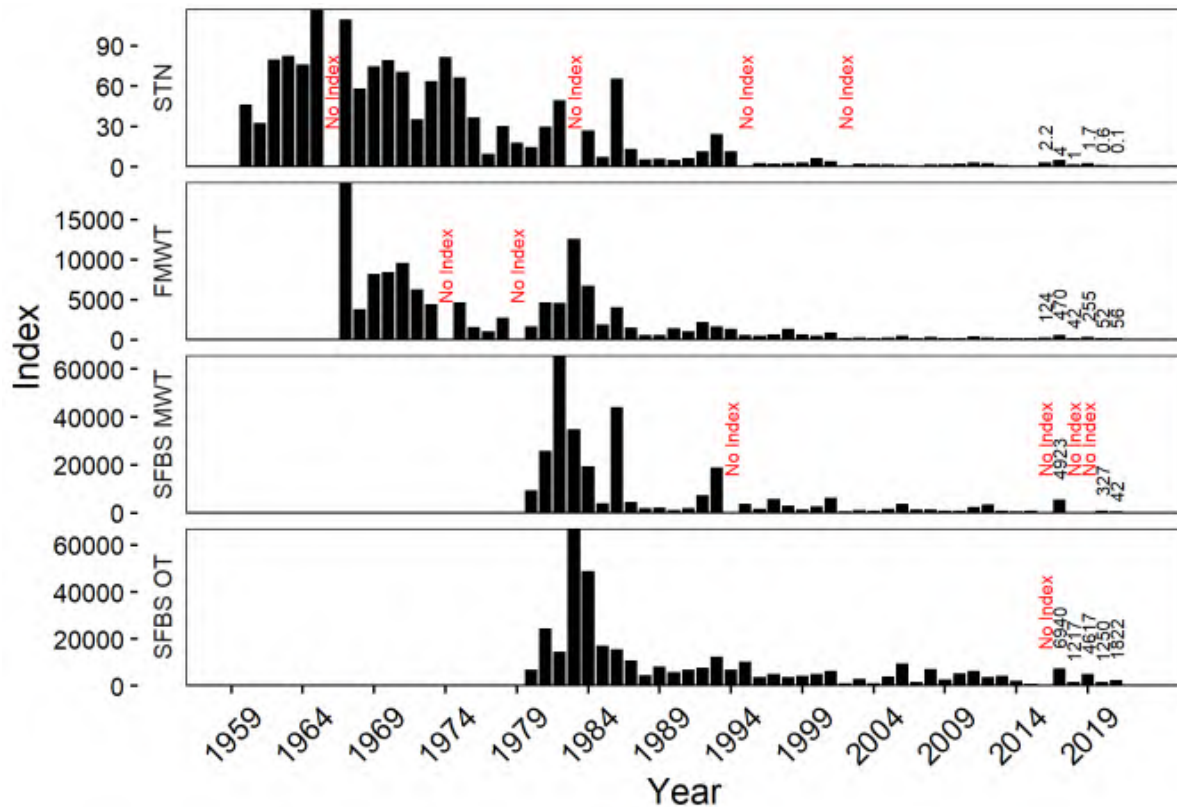 Index
STN
90
60
30
0
No Index
No Index
No Index
No Index
2.2
4
1
1.7
0.6
0.1
FMWT
15000
10000
5000
0
No Index
No Index
124
470
42
255
52
56
SFBS MWT
60000
40000
20000
0
No Index
No Index
4923
No Index
No Index
327
42
SFBS OT
60000
40000
20000
0
No Index
6940
1217
4617
1250
1822
1959
1964
1969
1974
1979
1984
1989
1994
1999
2004
2009
2014
2019
Year